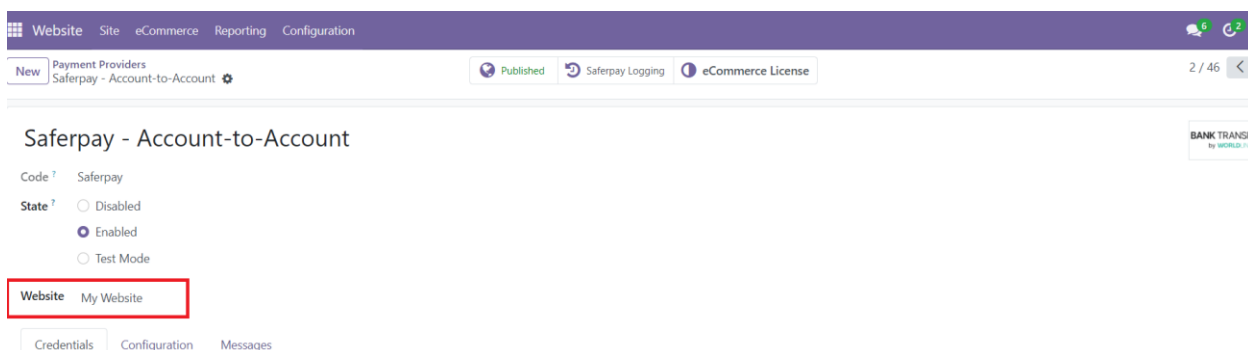 Website Site eCommerce Reporting Configuration 6 2
New Payment Providers Published Saferpay Logging eCommerce License 2 / 46
Saferpay - Account-to-Account
Saferpay - Account-to-Account
BANK
by
Code ? Saferpay
State ? Disabled
Enabled
Test Mode
Website My Website
Credentials Configuration Messages